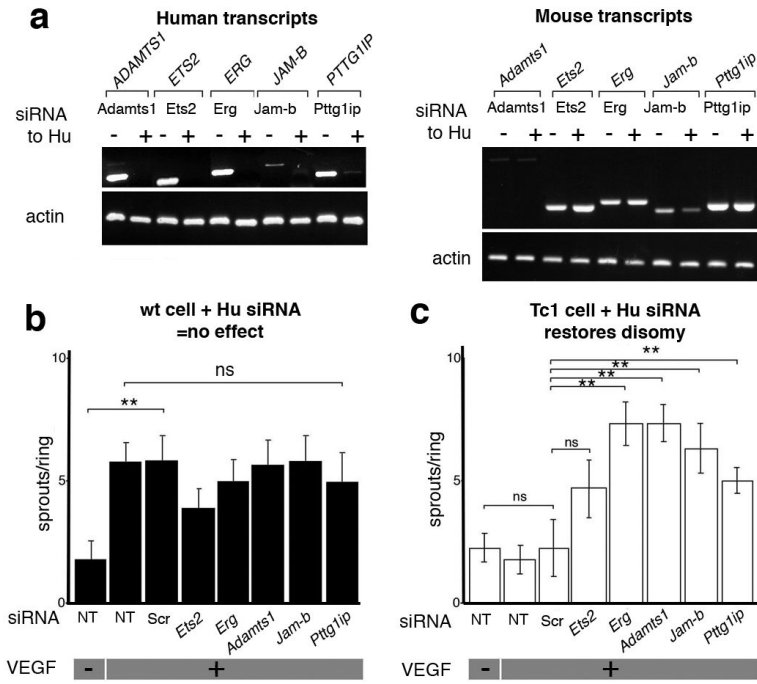 a
Human transcripts
ADAMTS1 ETS2 ERG JAM-B PTTG1IP
siRNA Adamts1 Ets2 Erg Jam-b Pttg1ip
to Hu - + - + - + - + - +
actin
Mouse transcripts
Adamts1 Ets2 Erg Jam-b Pttg1ip
siRNA Adamts1 Ets2 Erg Jam-b Pttg1ip
to Hu - + - + - + - + - +
actin
b
wt cell + Hu siRNA
=no effect
10
ns
**
5
0
sprouts/ring
siRNA NT NT Scr Ets2 Erg Adamts1 Jam-b Pttg1ip
VEGF - +
c
Tc1 cell + Hu siRNA
restores disomy
10
**
**
**
**
ns
ns
5
0
sprouts/ring
siRNA NT NT Scr Ets2 Erg Adamts1 Jam-b Pttg1ip
VEGF - +